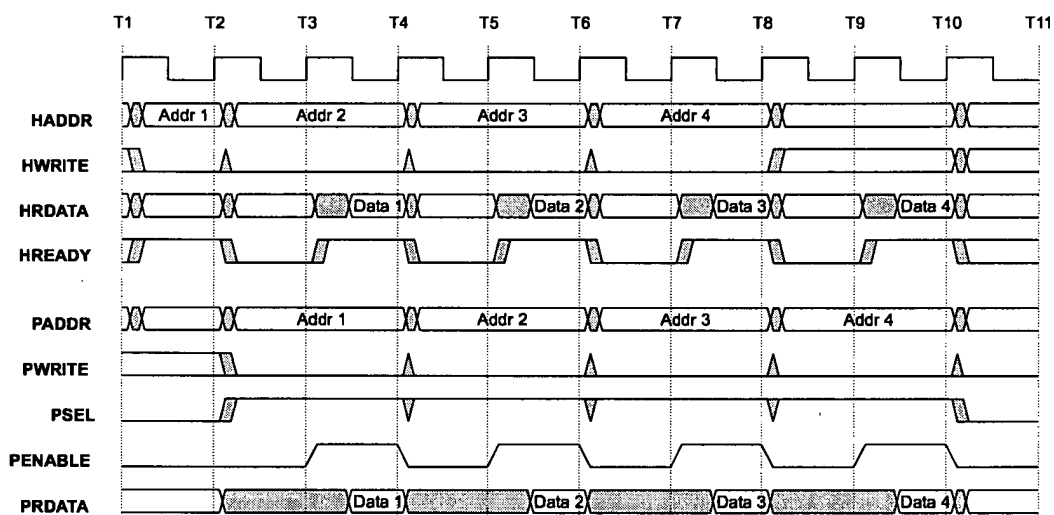 T1 T2 T3 T4 T5 T6 T7 T8 T9 T10 T11
HADDR Addr 1 Addr 2 Addr 3 Addr 4
HWRITE
HRDATA Data 1 Data 2 Data 3 Data 4
HREADY
PADDR Addr 1 Addr 2 Addr 3 Addr 4
PWRITE
PSEL
PENABLE
PRDATA Data 1 Data 2 Data 3 Data 4